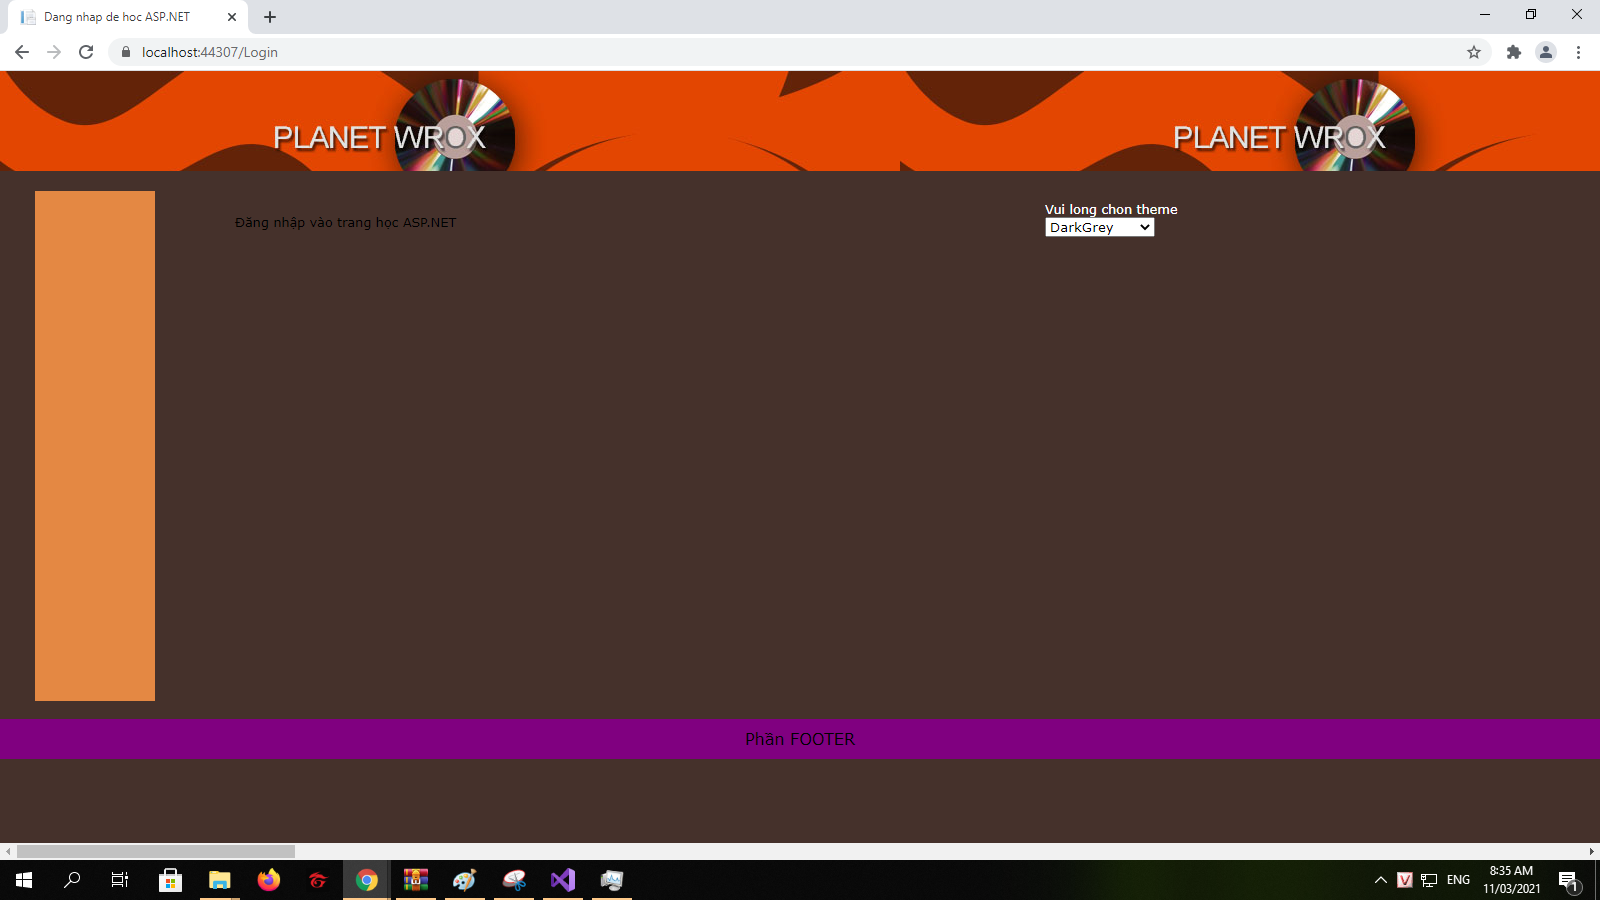 Dang nhap de hoc ASP.NET
localhost:44307/Login
PLANET WROX
PLANET WROX
Đăng nhập vào trang học ASP.NET
Vui long chon theme
DarkGrey
Phần FOOTER
V
ENG
8:35 AM
11/03/2021
1